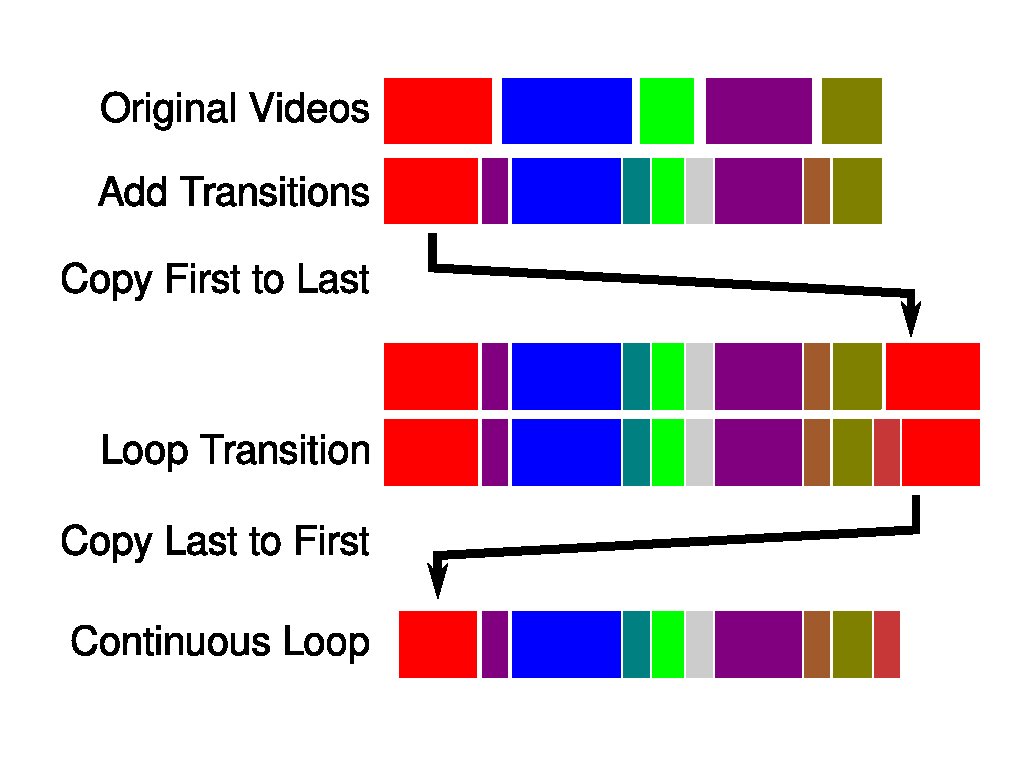 Original Videos
Add Transitions
Copy First to Last
Loop Transition
Copy Last to First
Continuous Loop